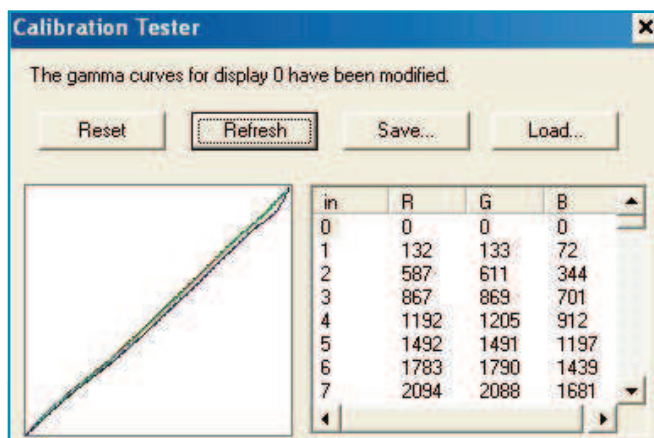 Calibration Tester
The gamma curves for display 0 have been modified.
Reset Refresh Save... Load...
in R G B
0 0 0 0
1 132 133 72
2 587 611 344
3 867 869 701
4 1192 1205 912
5 1492 1491 1197
6 1783 1790 1439
7 2094 2088 1681